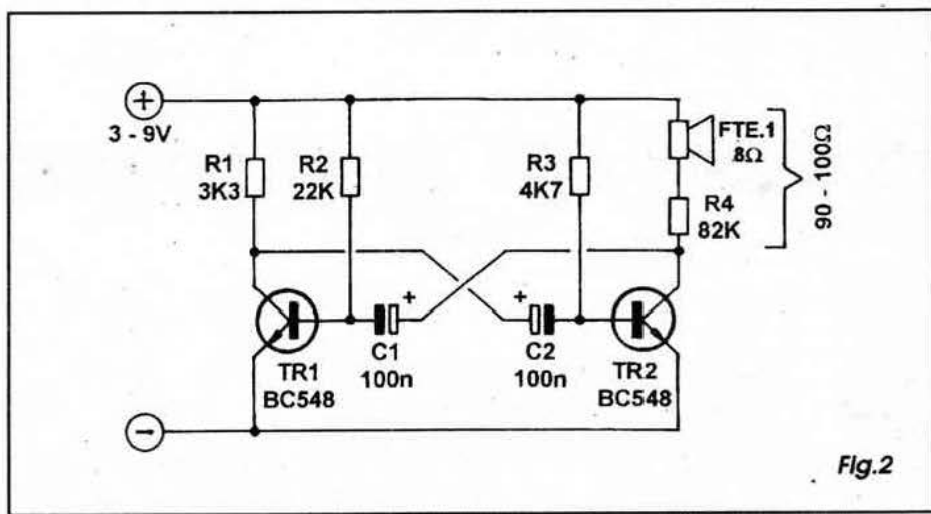 +
3 - 9V
R1
3K3
R2
22K
R3
4K7
FTE.1
8Ω
R4
82K
90 - 100Ω
+
+
C1
100n
C2
100n
TR1
BC548
TR2
BC548
-
Fig.2